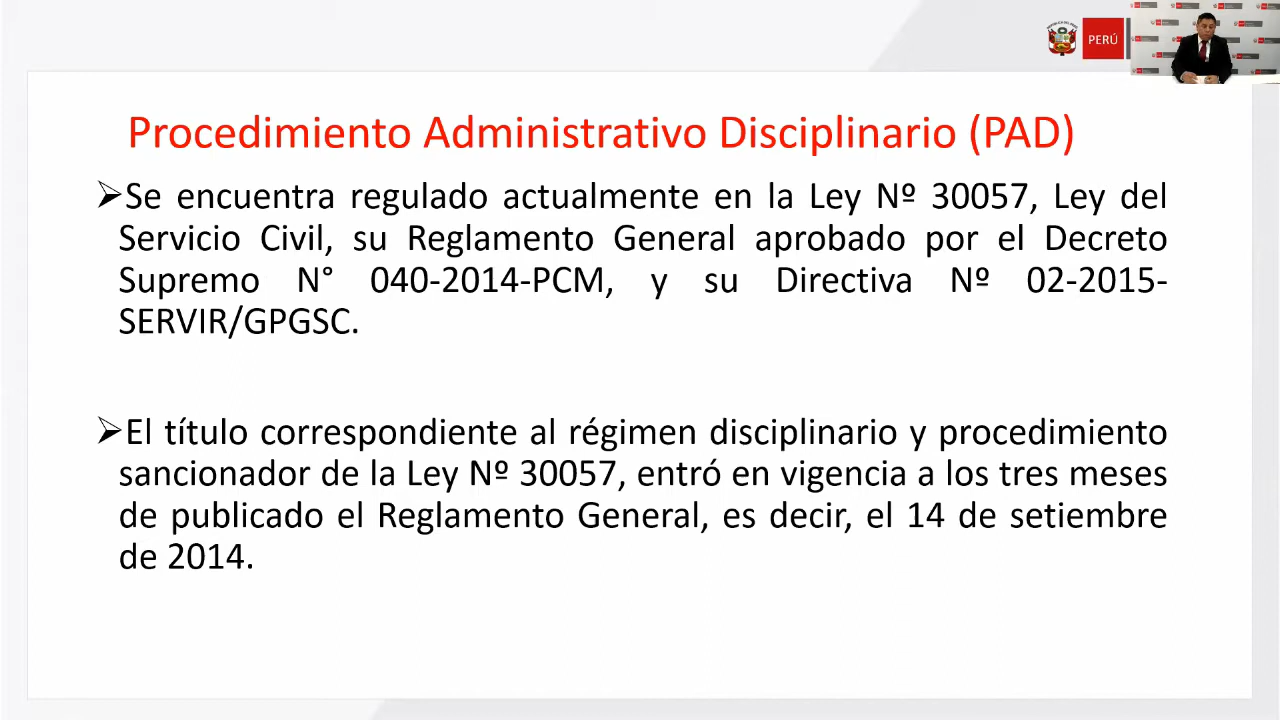 PERÚ
Procedimiento Administrativo Disciplinario (PAD)
➢Se encuentra regulado actualmente en la Ley Nº 30057, Ley del
Servicio Civil, su Reglamento General aprobado por el Decreto
Supremo N° 040-2014-PCM, y su Directiva Nº 02-2015-
SERVIR/GPGSC.
➢El título correspondiente al régimen disciplinario y procedimiento
sancionador de la Ley Nº 30057, entró en vigencia a los tres meses
de publicado el Reglamento General, es decir, el 14 de setiembre
de 2014.